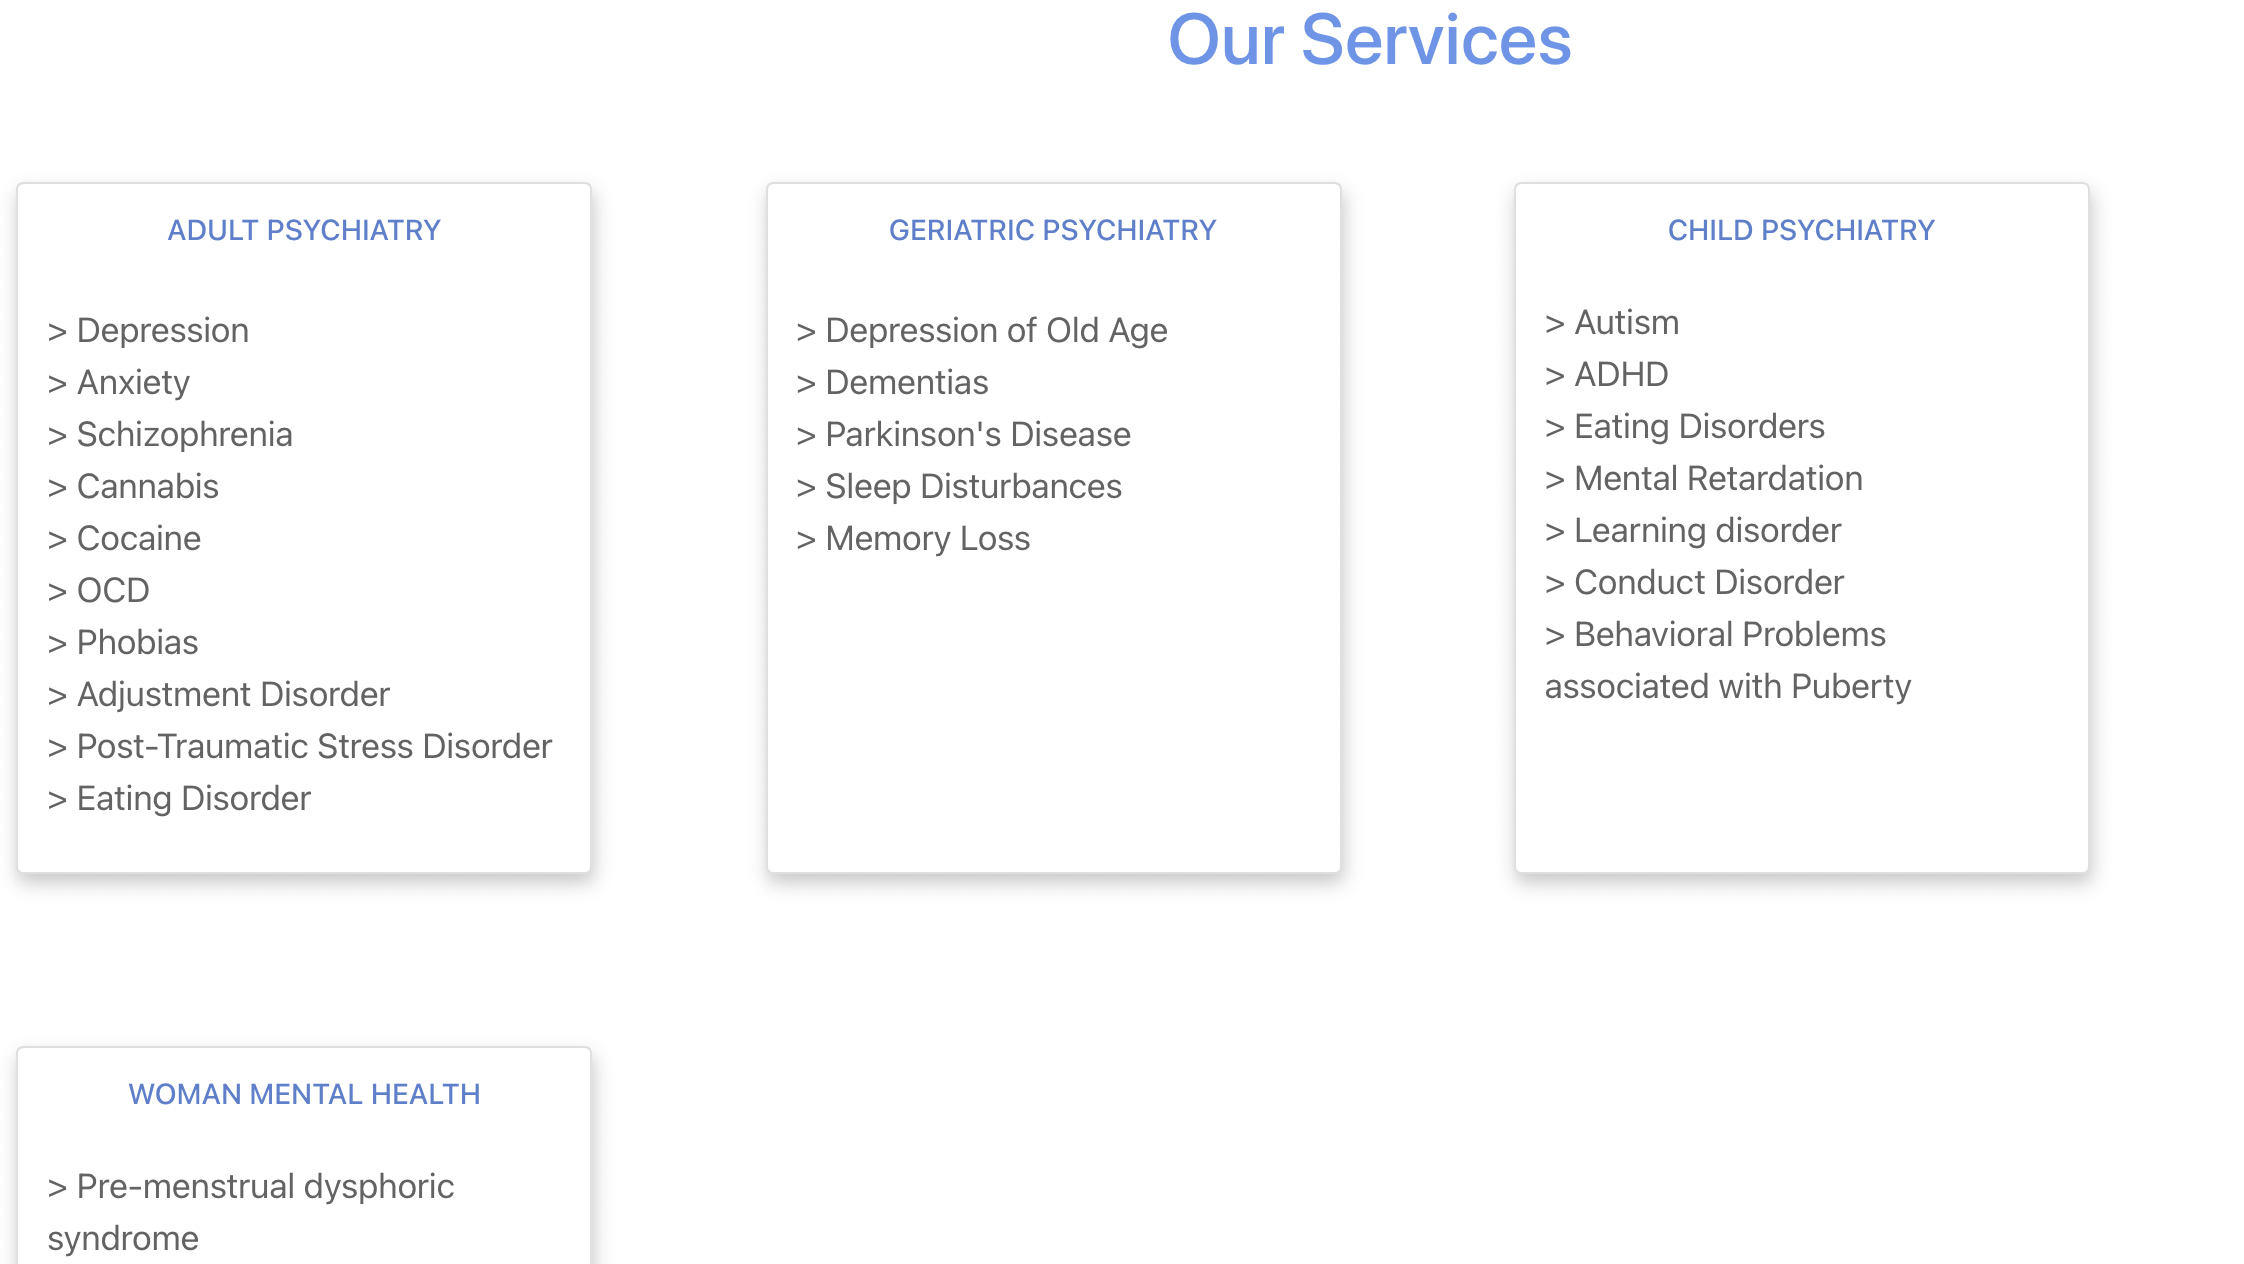 Our Services
ADULT PSYCHIATRY
> Depression
> Anxiety
> Schizophrenia
> Cannabis
> Cocaine
> OCD
> Phobias
> Adjustment Disorder
> Post-Traumatic Stress Disorder
> Eating Disorder
GERIATRIC PSYCHIATRY
> Depression of Old Age
> Dementias
> Parkinson's Disease
> Sleep Disturbances
> Memory Loss
CHILD PSYCHIATRY
> Autism
> ADHD
> Eating Disorders
> Mental Retardation
> Learning disorder
> Conduct Disorder
> Behavioral Problems
associated with Puberty
WOMAN MENTAL HEALTH
> Pre-menstrual dysphoric
syndrome